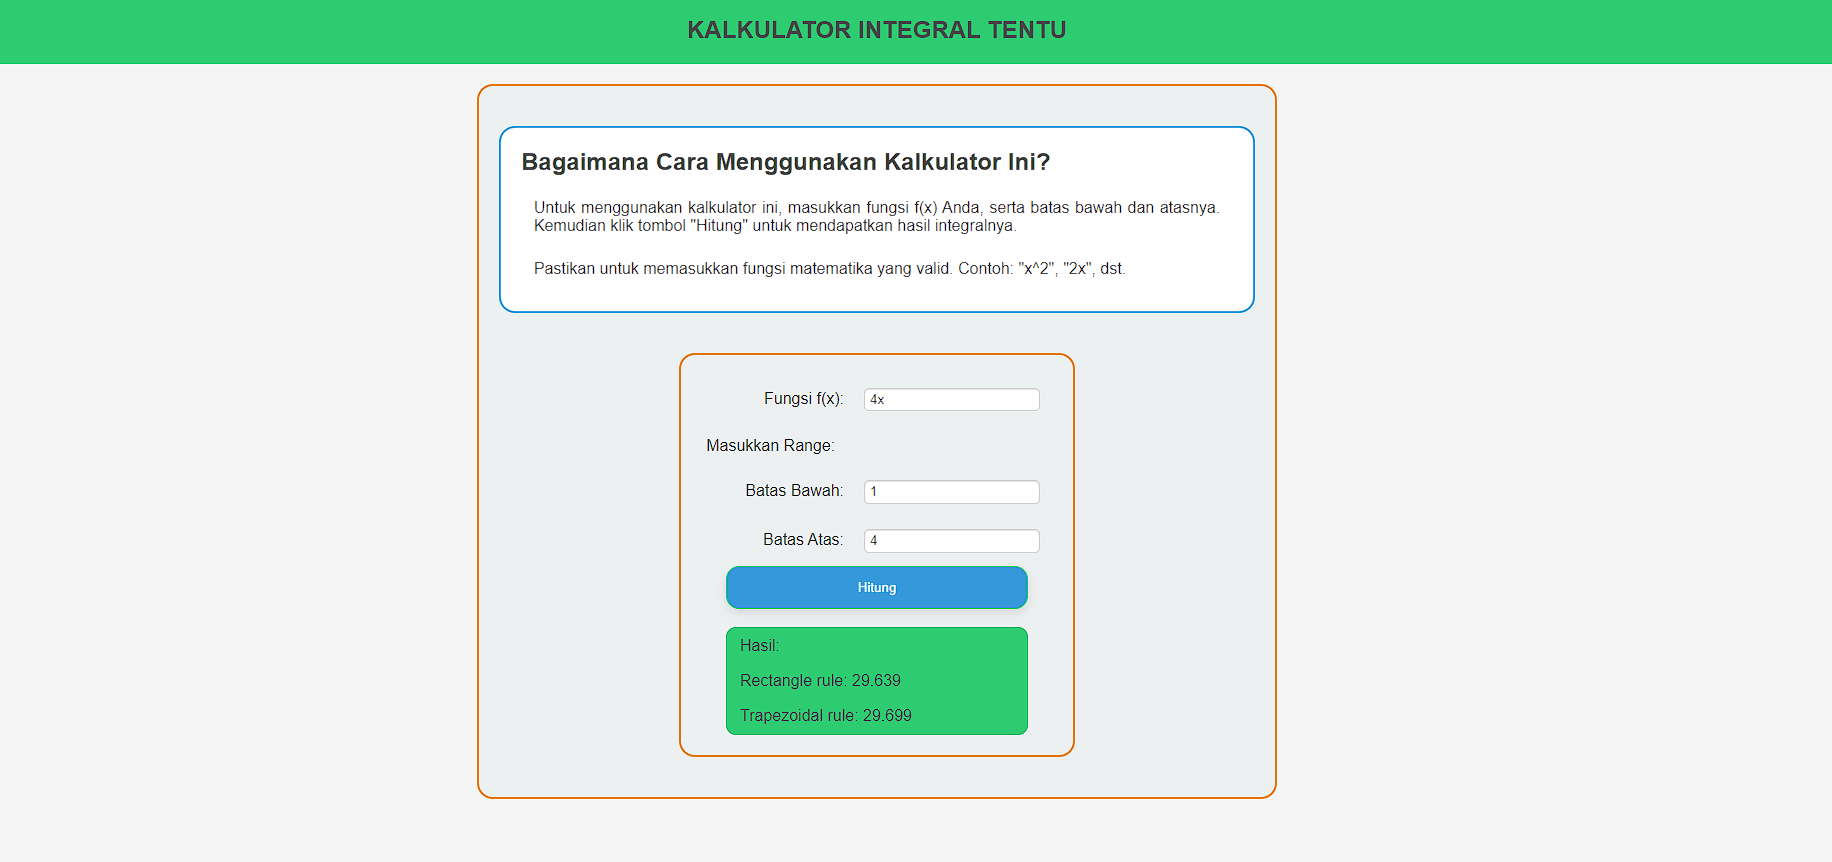 KALKULATOR INTEGRAL TENTU
Bagaimana Cara Menggunakan Kalkulator Ini?
Untuk menggunakan kalkulator ini, masukkan fungsi f(x) Anda, serta batas bawah dan atasnya.
Kemudian klik tombol "Hitung" untuk mendapatkan hasil integralnya.
Pastikan untuk memasukkan fungsi matematika yang valid. Contoh: "x^2", "2x", dst.
Fungsi f(x): 4x
Masukkan Range:
Batas Bawah: 1
Batas Atas: 4
Hitung
Hasil:
Rectangle rule: 29.639
Trapezoidal rule: 29.699